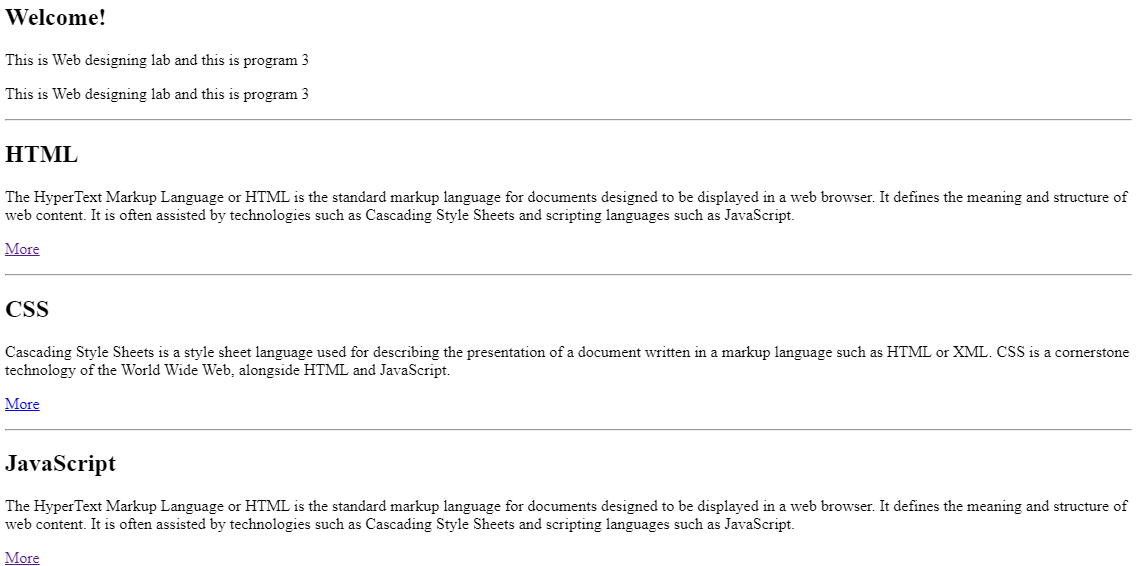 Welcome!
This is Web designing lab and this is program 3
This is Web designing lab and this is program 3
HTML
The HyperText Markup Language or HTML is the standard markup language for documents designed to be displayed in a web browser. It defines the meaning and structure of
web content. It is often assisted by technologies such as Cascading Style Sheets and scripting languages such as JavaScript.
More
CSS
Cascading Style Sheets is a style sheet language used for describing the presentation of a document written in a markup language such as HTML or XML. CSS is a cornerstone
technology of the World Wide Web, alongside HTML and JavaScript.
More
JavaScript
The HyperText Markup Language or HTML is the standard markup language for documents designed to be displayed in a web browser. It defines the meaning and structure of
web content. It is often assisted by technologies such as Cascading Style Sheets and scripting languages such as JavaScript.
More